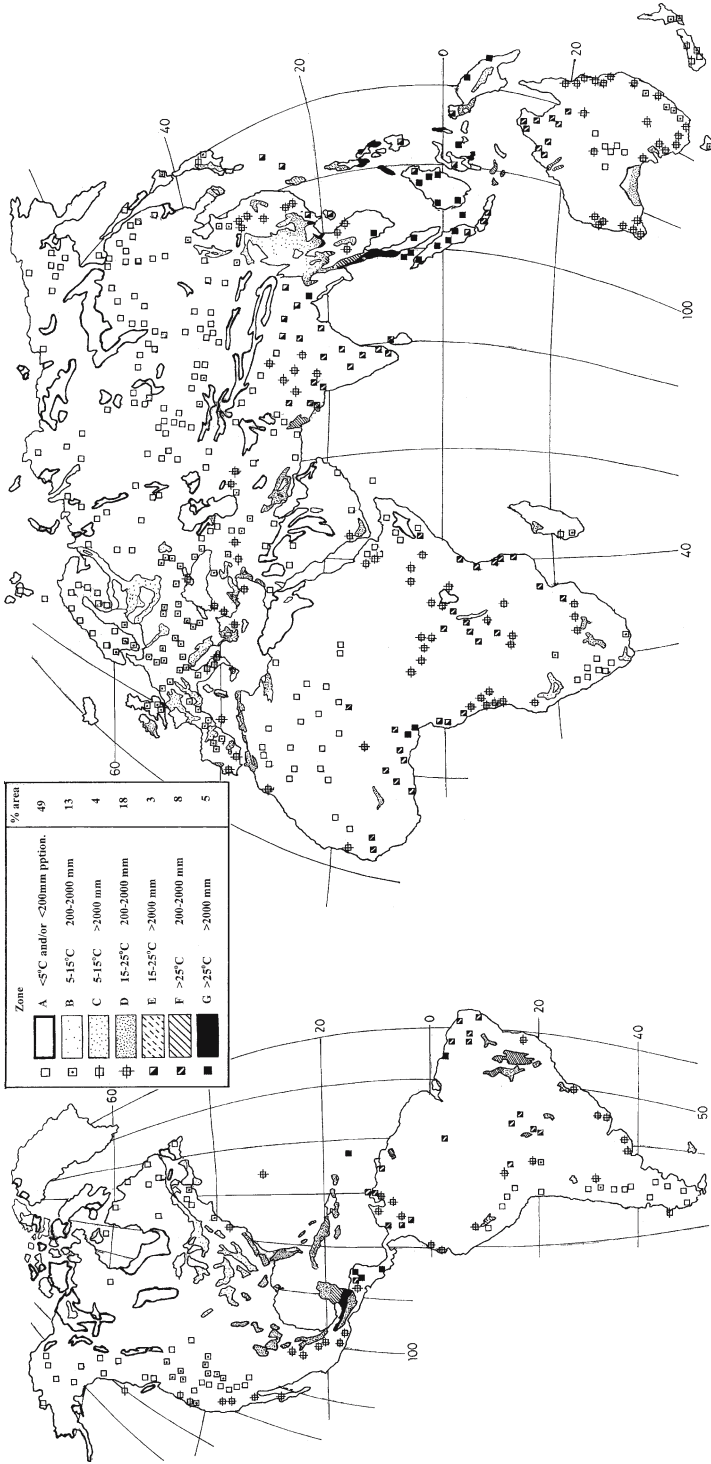 Zone % area
A <5°C and/or <200mm pption. 49
B 5-15°C 200-2000 mm 13
C 5-15°C >2000 mm 4
D 15-25°C 200-2000 mm 18
E 15-25°C >2000 mm 3
F >25°C 200-2000 mm 8
G >25°C >2000 mm 5
60
60
40
20
20
0
0
20
20
40
40
50
100
100